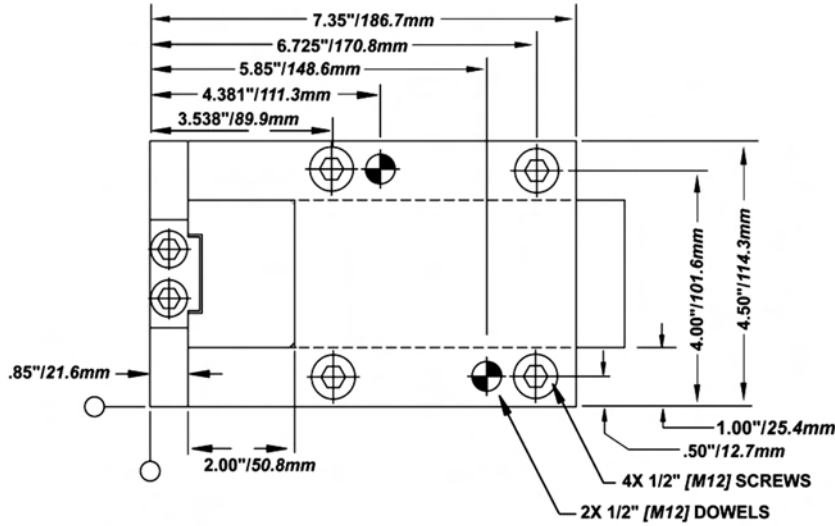 7.35"/186.7mm
6.725"/170.8mm
5.85"/148.6mm
4.381"/111.3mm
3.538"/89.9mm
4.00"/101.6mm
4.50"/114.3mm
.85"/21.6mm
2.00"/50.8mm
1.00"/25.4mm
.50"/12.7mm
4X 1/2" [M12] SCREWS
2X 1/2" [M12] DOWELS